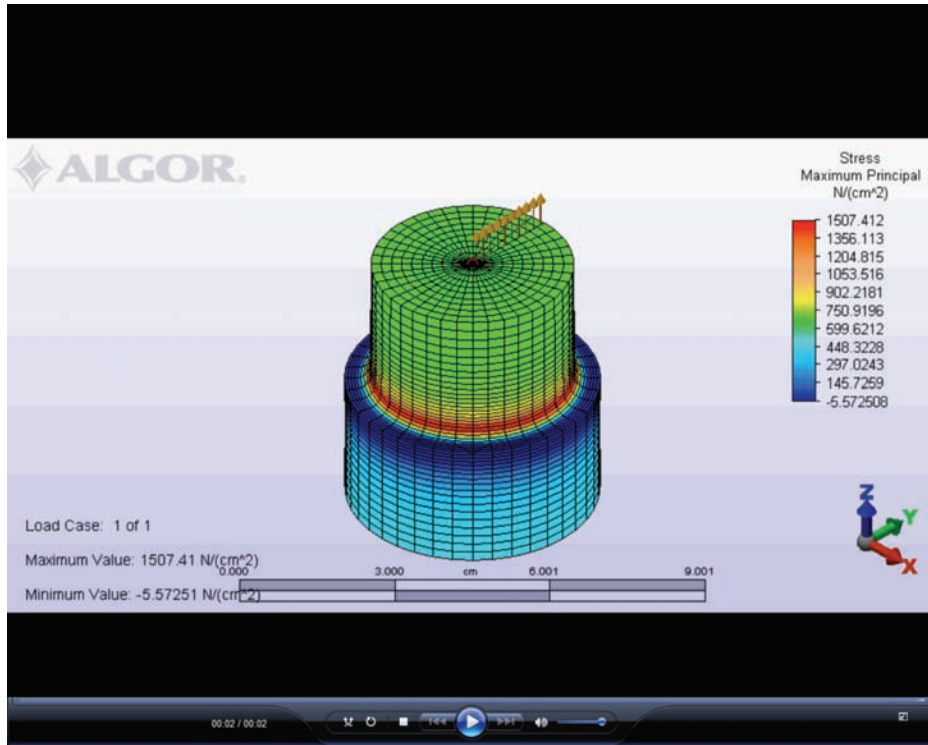 ALGOR.
Stress
Maximum Principal
N/(cm^2)
1507.412
1356.113
1204.815
1053.516
902.2181
750.9196
599.6212
448.3228
297.0243
145.7259
-5.572508
Z
Y
X
Load Case: 1 of 1
Maximum Value: 1507.41 N/(cm^2)
Minimum Value: -5.57251 N/(cm^2)
0.000 3.000 cm 6.001 9.001
00:02 / 00:02